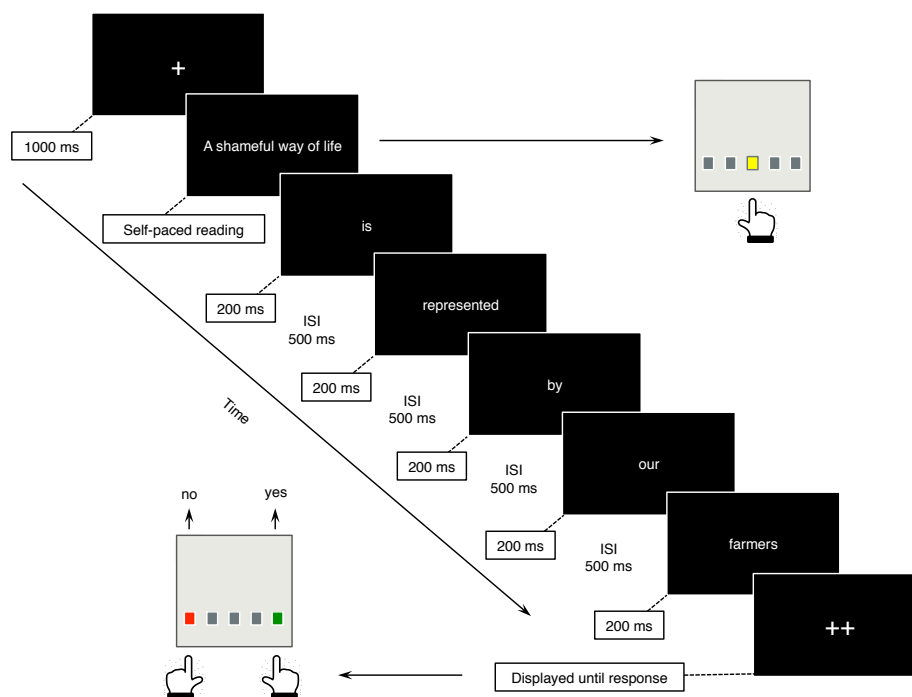 +
1000 ms
A shameful way of life
Self-paced reading
is
200 ms
ISI
500 ms
represented
200 ms
ISI
500 ms
by
200 ms
ISI
500 ms
our
200 ms
ISI
500 ms
farmers
200 ms
++
Displayed until response
Time
no
yes